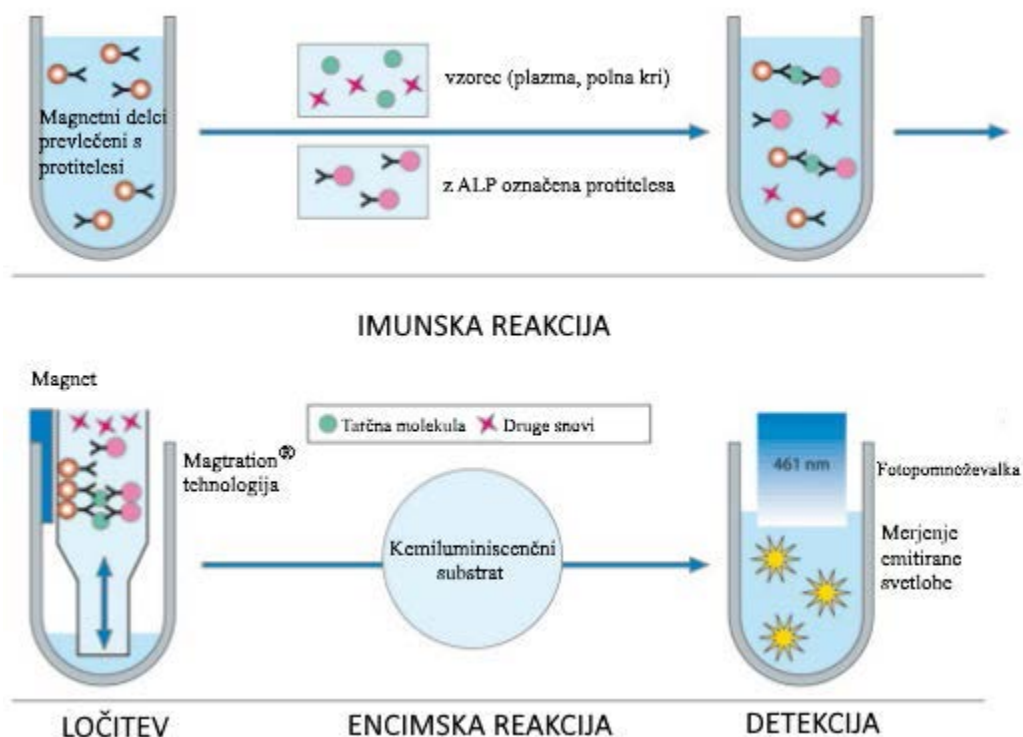 Magnetni delci
prevlečeni s
protitelesi
vzorec (plazma, polna kri)
z ALP označena protitelesa
IMUNSKA REAKCIJA
Magnet
Magtration®
tehnologija
Tarčna molekula
Druge snovi
Kemiluminiscenčni
substrat
461 nm
Fotopomnoževalka
Merjenje
emitirane
svetlobe
LOČITEV
ENCIMSKA REAKCIJA
DETEKCIJA